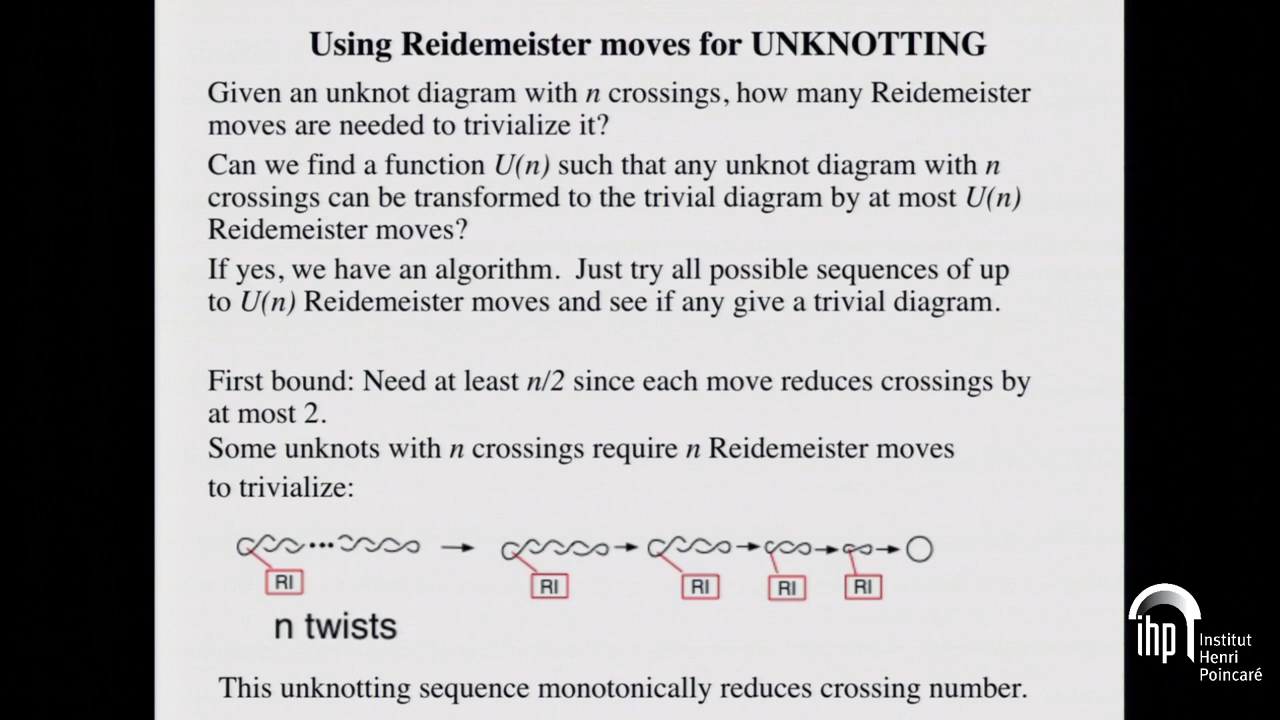 Using Reidemeister moves for UNKNOTTING
Given an unknot diagram with n crossings, how many Reidemeister
moves are needed to trivialize it?
Can we find a function U(n) such that any unknot diagram with n
crossings can be transformed to the trivial diagram by at most U(n)
Reidemeister moves?
If yes, we have an algorithm. Just try all possible sequences of up
to U(n) Reidemeister moves and see if any give a trivial diagram.
First bound: Need at least n/2 since each move reduces crossings by
at most 2.
Some unknots with n crossings require n Reidemeister moves
to trivialize:
RI RI RI RI RI
n twists
This unknotting sequence monotonically reduces crossing number.
ihp
Institut
Henri
Poincaré